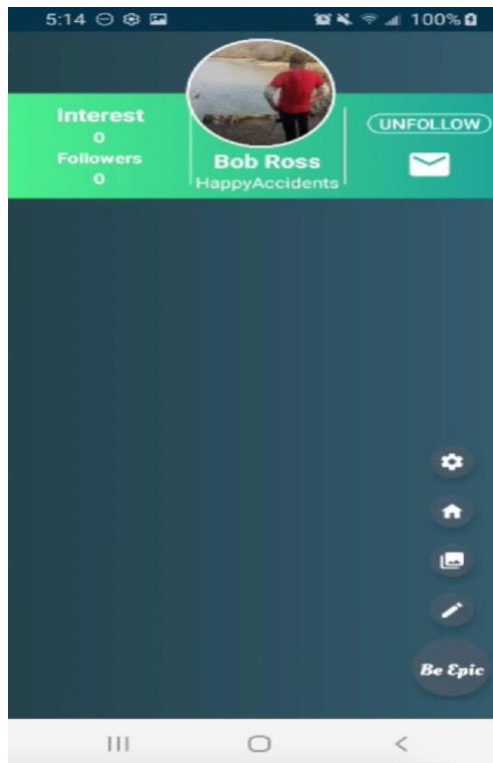 5:14
100%
Interest
0
Followers
0
Bob Ross
HappyAccidents
UNFOLLOW
Be Epic